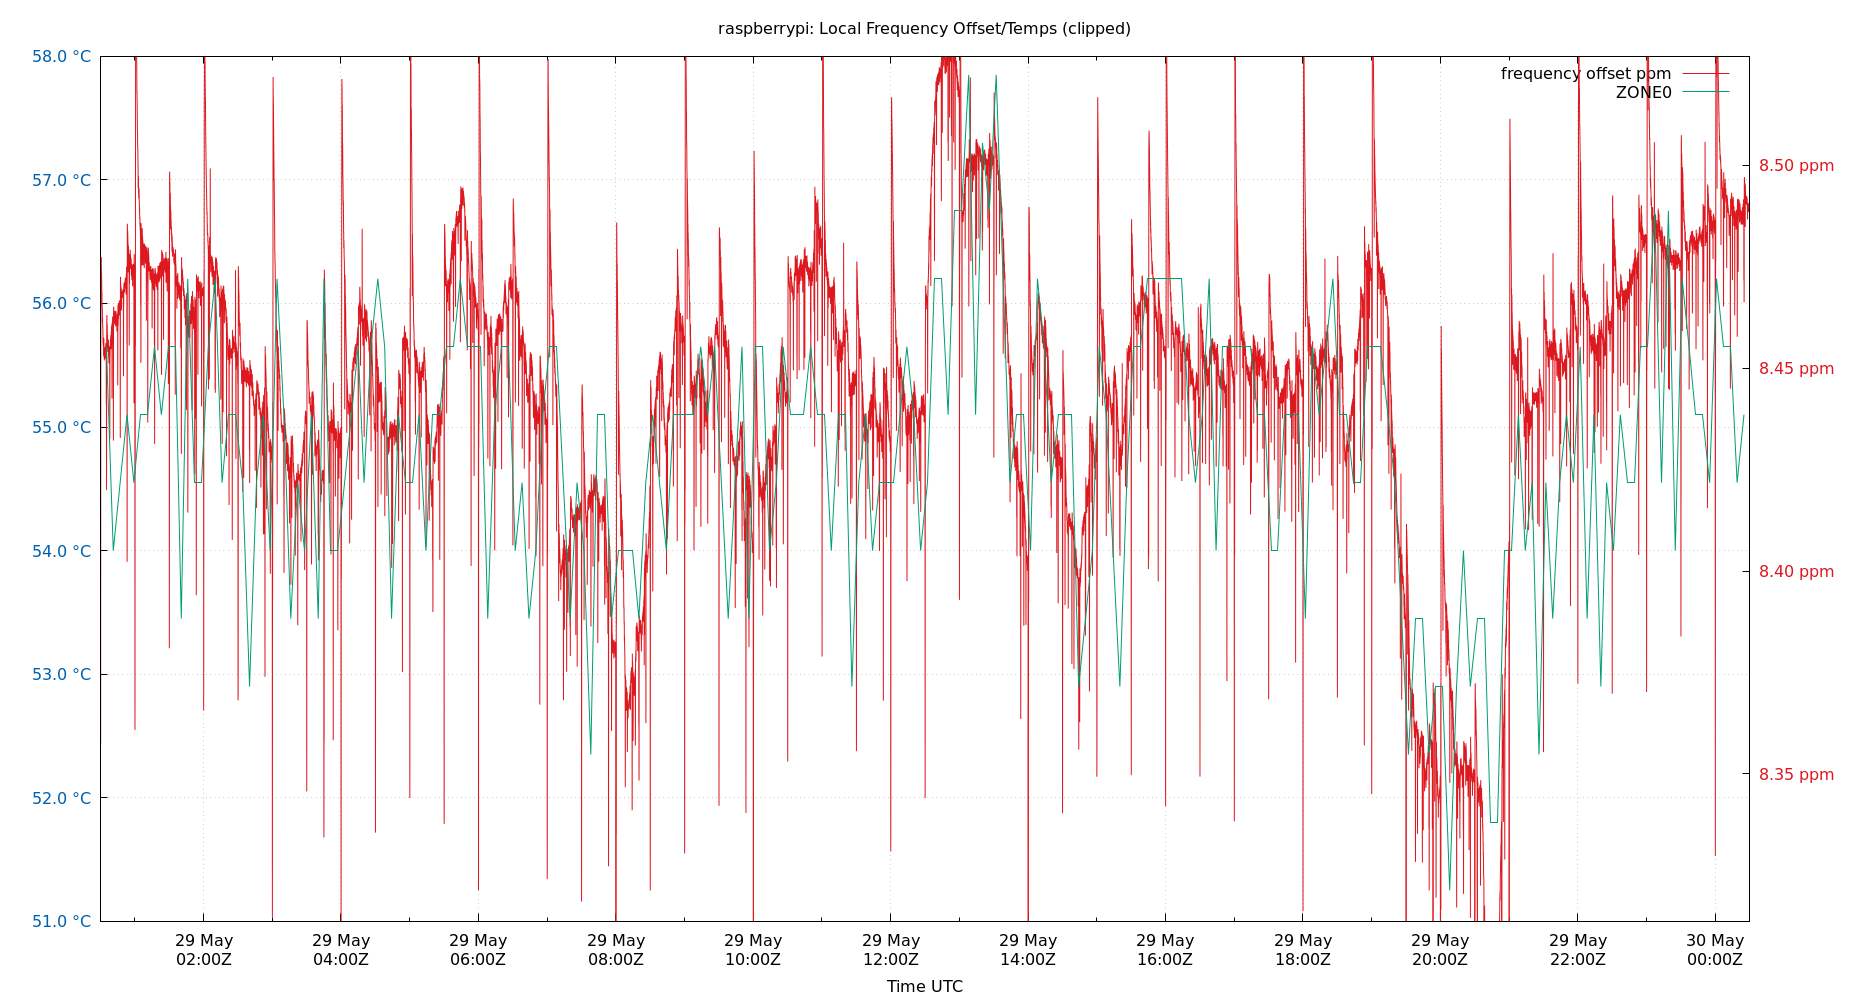 raspberrypi: Local Frequency Offset/Temps (clipped)
58.0 °C
57.0 °C
56.0 °C
55.0 °C
54.0 °C
53.0 °C
52.0 °C
51.0 °C
frequency offset ppm
ZONE0
8.50 ppm
8.45 ppm
8.40 ppm
8.35 ppm
29 May 29 May 29 May 29 May 29 May 29 May 29 May 29 May 29 May 29 May 29 May 30 May
02:00Z 04:00Z 06:00Z 08:00Z 10:00Z 12:00Z 14:00Z 16:00Z 18:00Z 20:00Z 22:00Z 00:00Z
Time UTC